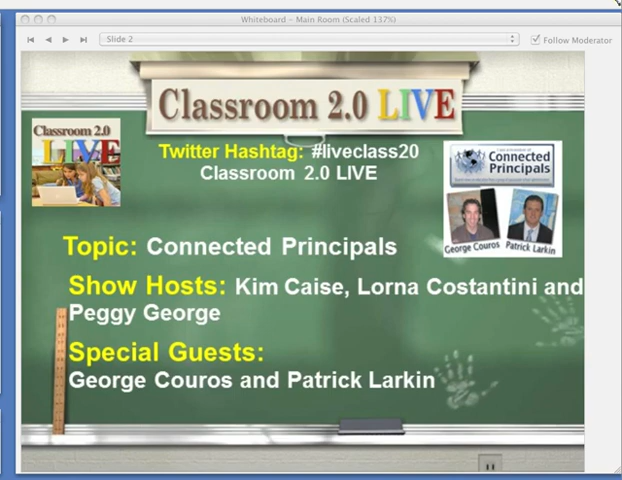 Whiteboard – Main Room (Scaled 137%)
Slide 2
Follow Moderator
Classroom 2.0 LIVE
Classroom 2.0
LIVE
Twitter Hashtag: #liveclass20
Classroom 2.0 LIVE
Connected
Principals
George Couros Patrick Larkin
Topic: Connected Principals
Show Hosts: Kim Caise, Lorna Costantini and
Peggy George
Special Guests:
George Couros and Patrick Larkin